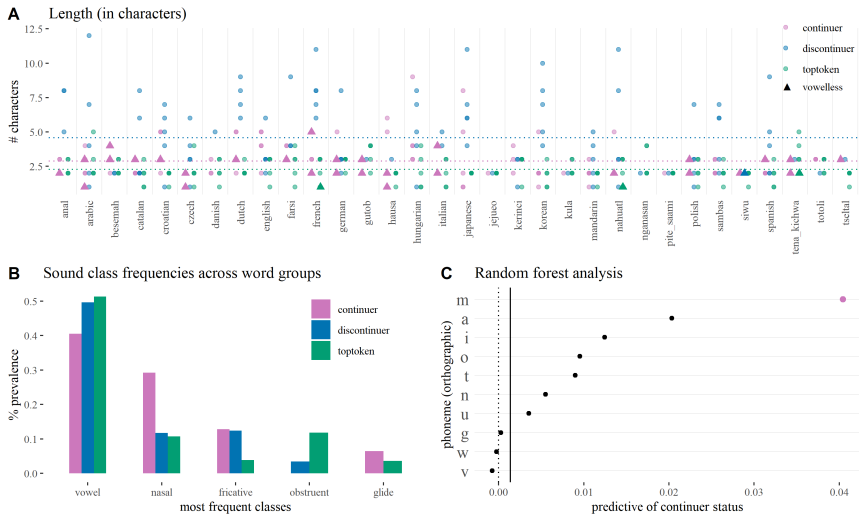 A Length (in characters)
continuer
discontinuer
toptoken
vowelless
# characters
12.5
10.0
7.5
5.0
2.5
anal
arabic
besemah
catalan
croatian
czech
danish
dutch
english
farsi
french
german
gutob
hausa
hungarian
italian
japanese
jejueo
kerinci
korean
kula
mandarin
nahuatl
nganasan
pite_saami
polish
sambas
siwu
spanish
tena_kichwa
totoli
tseltal
B Sound class frequencies across word groups
continuer
discontinuer
toptoken
% prevalence
0.5
0.4
0.3
0.2
0.1
0.0
vowel nasal fricative obstruent glide
most frequent classes
C Random forest analysis
phoneme (orthographic)
m
a
i
o
t
n
u
g
w
v
0.00 0.01 0.02 0.03 0.04
predictive of continuer status